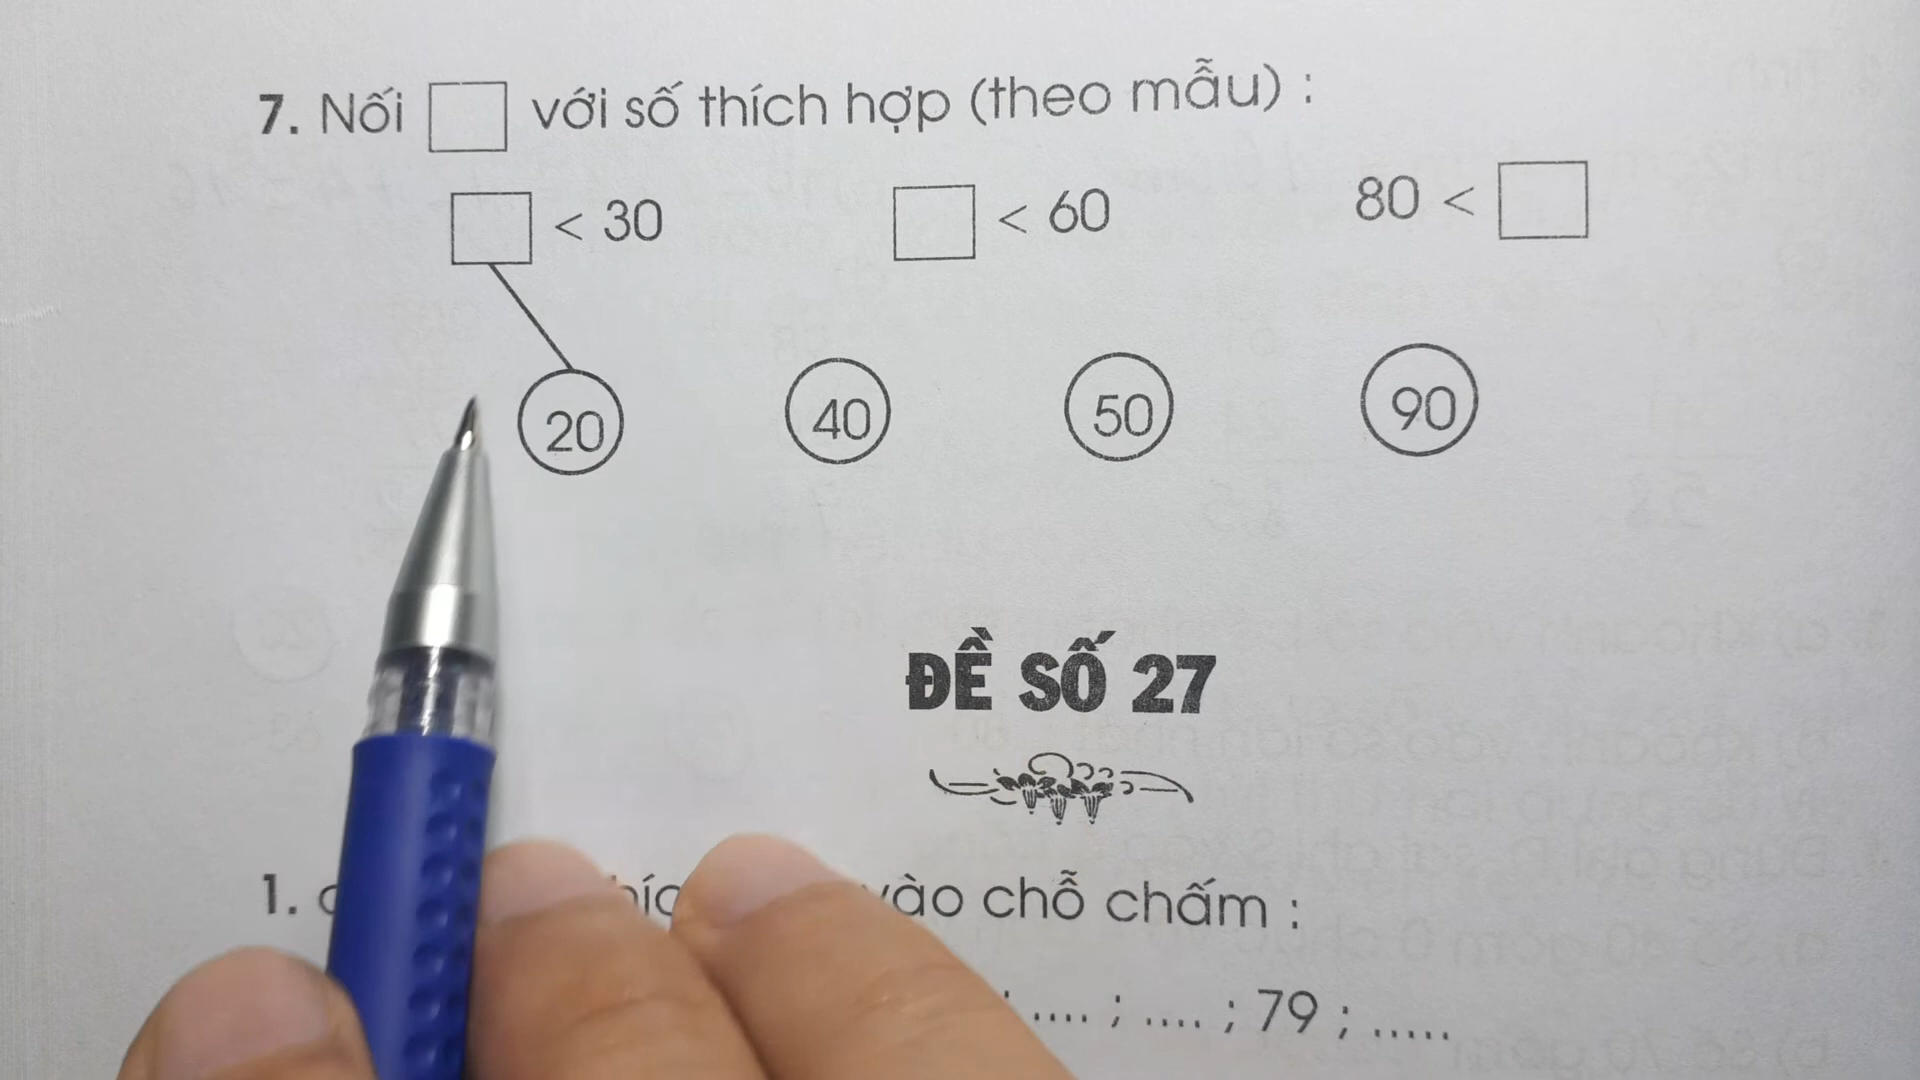 7. Nối □ với số thích hợp (theo mẫu) :
□ < 30 □ < 60 80 < □
20 40 50 90
ĐỀ SỐ 27
1. vào chỗ chấm :
.... ; .... ; 79 ; .....